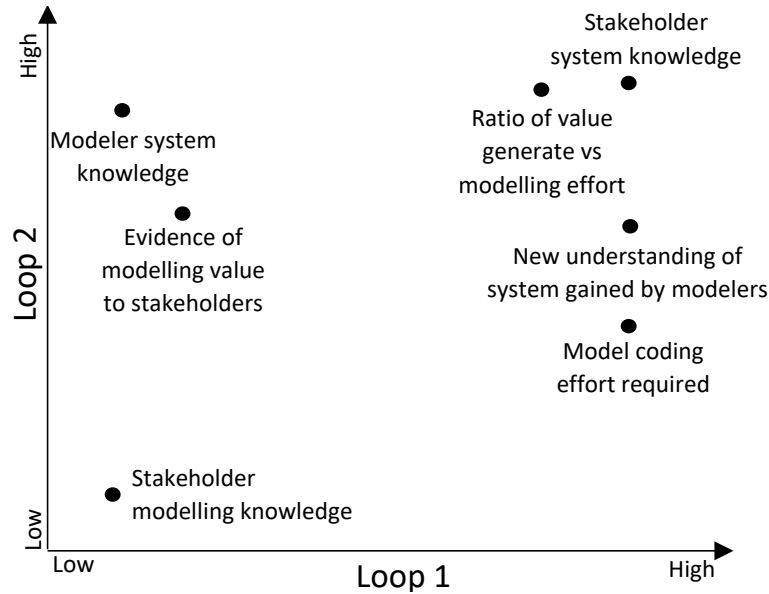 High
Stakeholder
system knowledge
Modeler system
knowledge
Ratio of value
generate vs
modelling effort
Evidence of
modelling value
to stakeholders
New understanding of
system gained by modelers
Model coding
effort required
Loop 2
Stakeholder
modelling knowledge
Low
Low
Loop 1
High